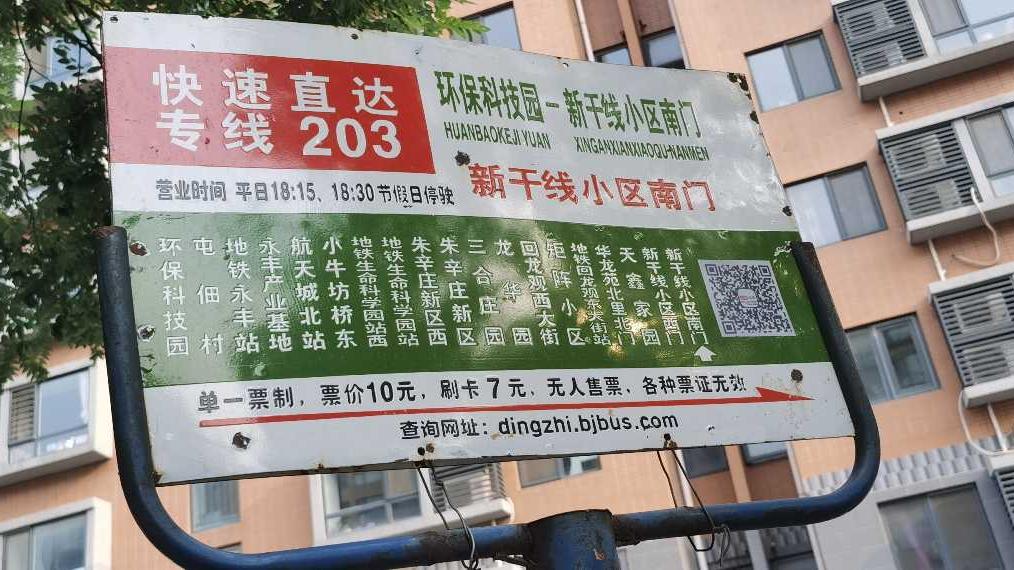 快速直达
专线 203
环保科技园－新干线小区南门
HUANBAOKEJI YUAN XINGANXIANXIAOQU-NANMEN
新干线小区南门
营业时间 平日18:15、18:30 节假日停驶
环保科技园
屯佃村
地铁永丰站
永丰产业基地
航天城北站
小牛坊桥东
地铁生命科学园站西
地铁生命科学园站
朱辛庄新区西
朱辛庄新区
三合庄园
龙华园
回龙观西大街
矩阵小区
地铁回龙观东大街站
华龙苑北里北门
天鑫家园
新干线小区西门
新干线小区南门
单一票制，票价10元，刷卡 7 元，无人售票、各种票证无效
查询网址：dingzhi.bjbus.com